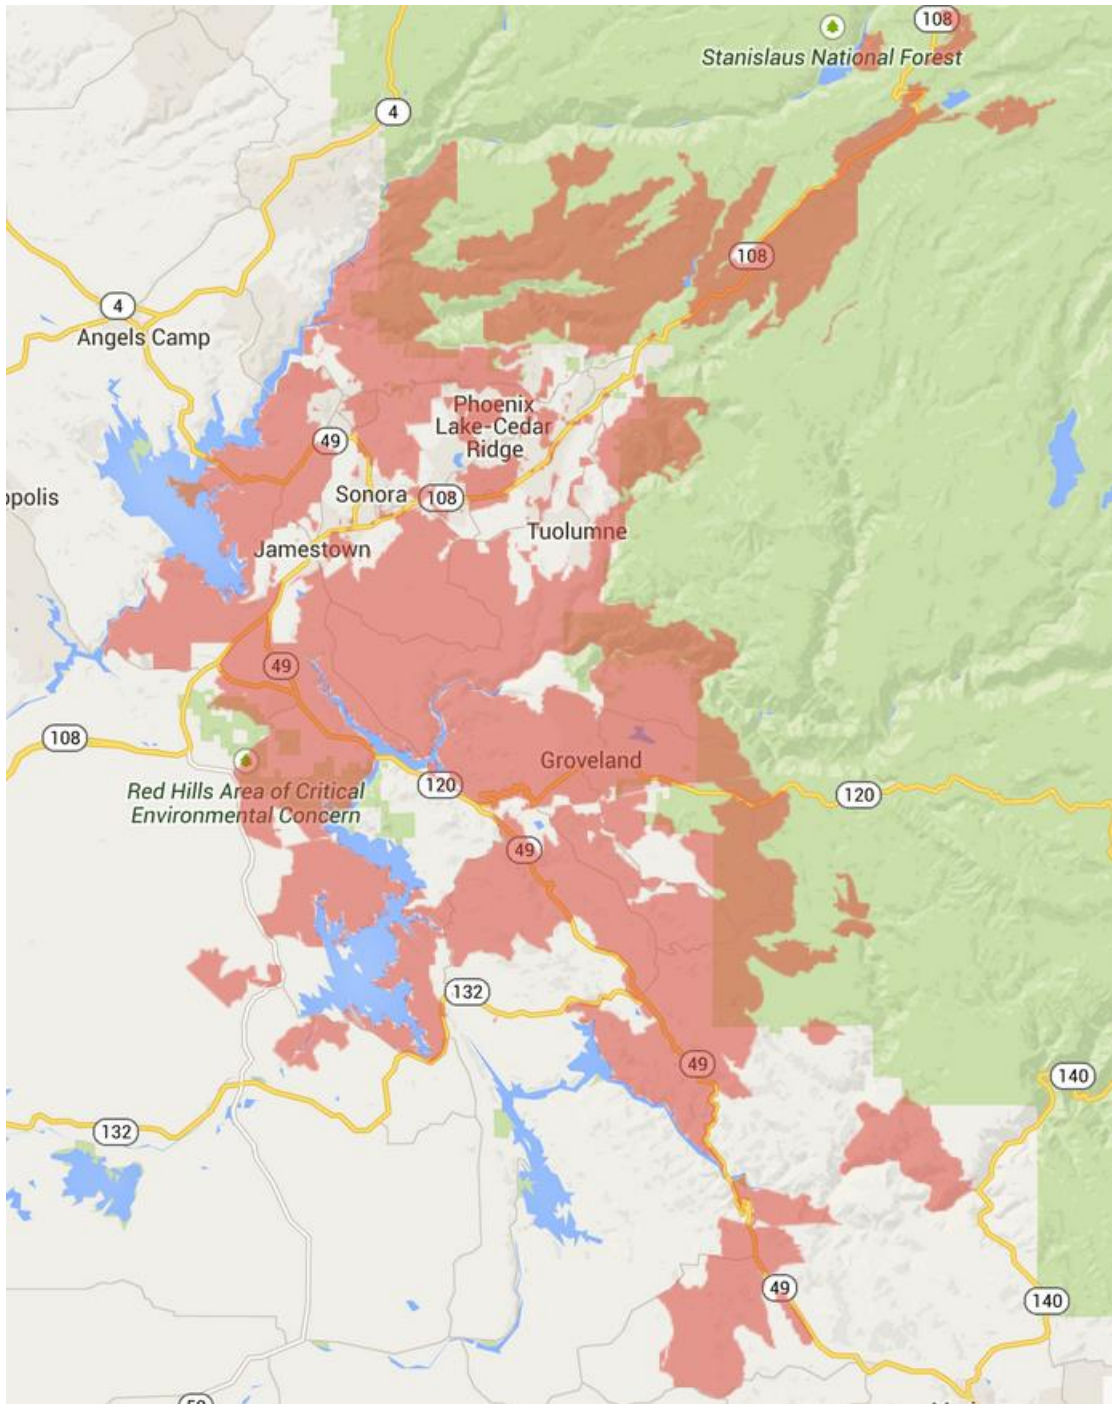 108
Stanislaus National Forest
4
108
4
Angels Camp
Phoenix
Lake-Cedar
Ridge
49
opolis
Sonora
108
Tuolumne
Jamestown
49
108
Groveland
120
120
Red Hills Area of Critical
Environmental Concern
49
132
49
140
132
49
140